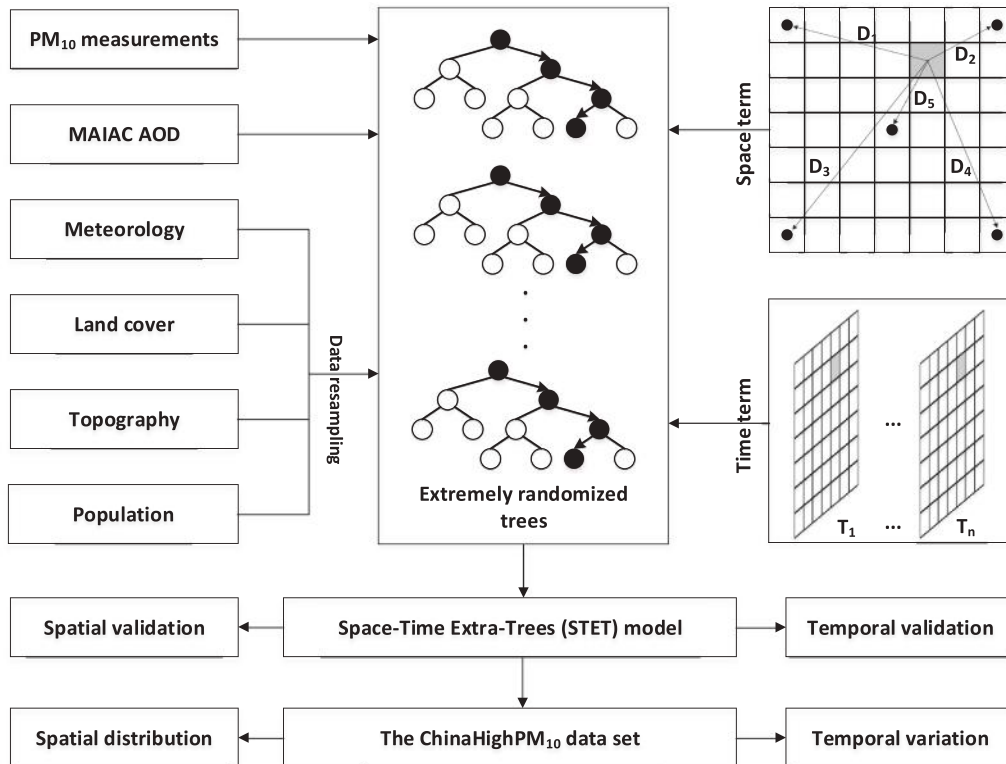 PM₁₀ measurements
MAIAC AOD
Meteorology
Land cover
Topography
Population
Data resampling
Extremely randomized
trees
Space term
D₁
D₂
D₅
D₃
D₄
Time term
...
T₁
...
Tₙ
Spatial validation
Space-Time Extra-Trees (STET) model
Temporal validation
Spatial distribution
The ChinaHighPM₁₀ data set
Temporal variation